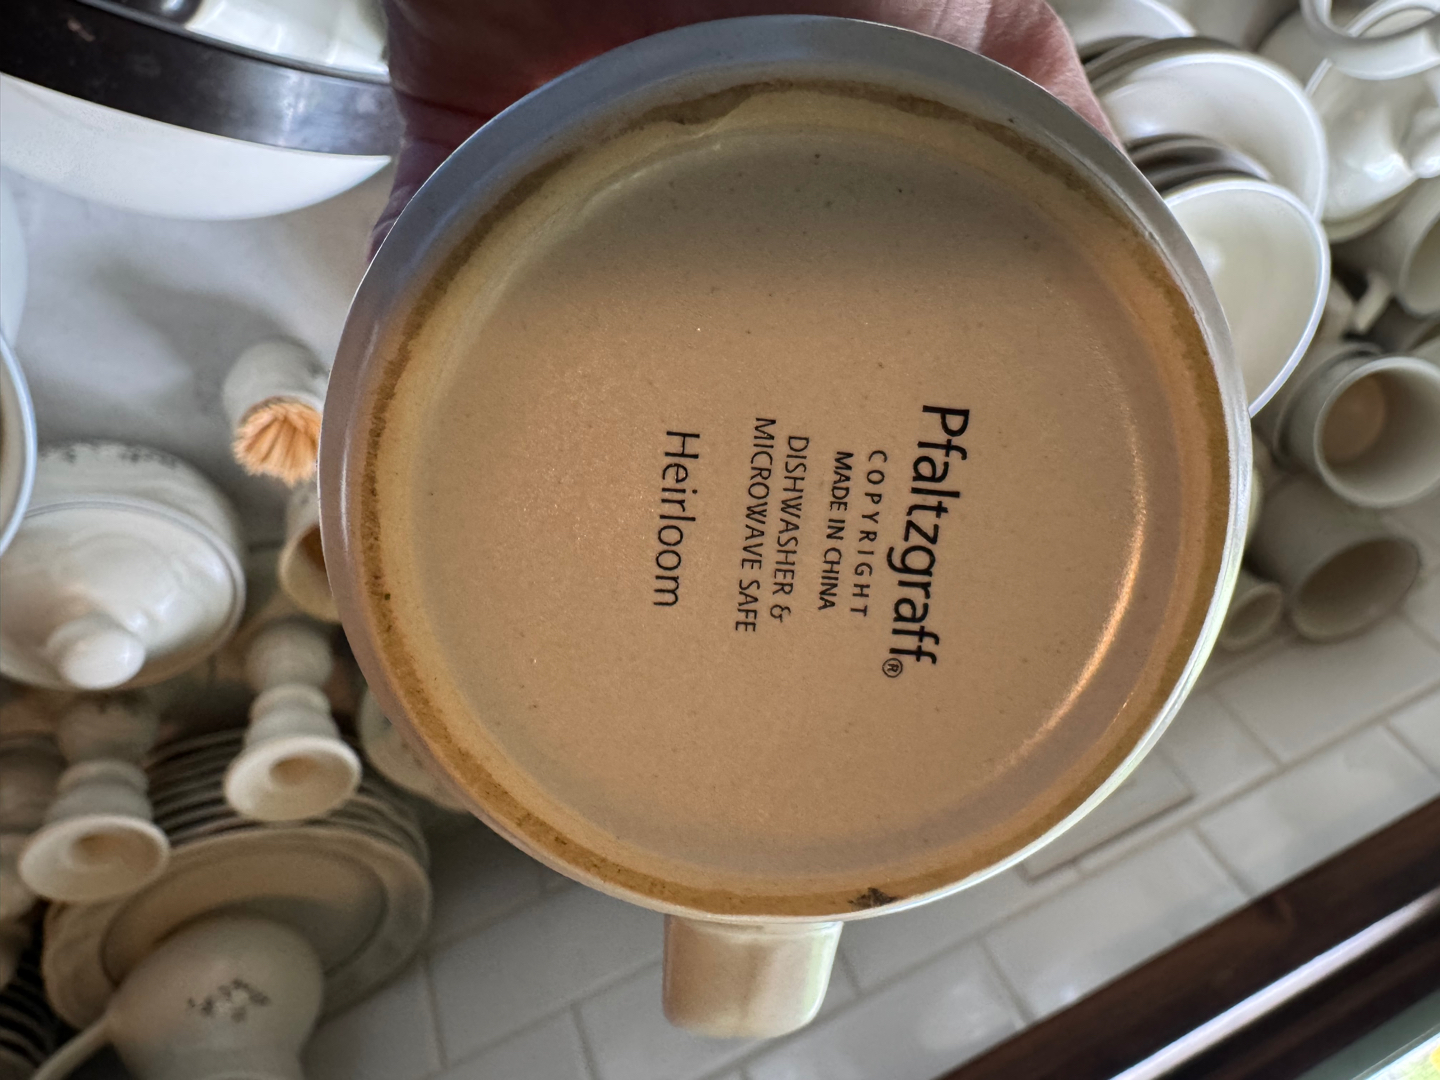 Pfaltzgraff®
COPYRIGHT
MADE IN CHINA
DISHWASHER &
MICROWAVE SAFE
Heirloom